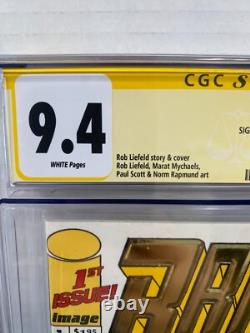 CGC S
9.4
WHITE Pages
SIG
Rob Liefeld story & cover
Rob Liefeld, Marat Mychaels,
Paul Scott & Norm Rapmund art
1ST
ISSUE!
image
1 $1.95